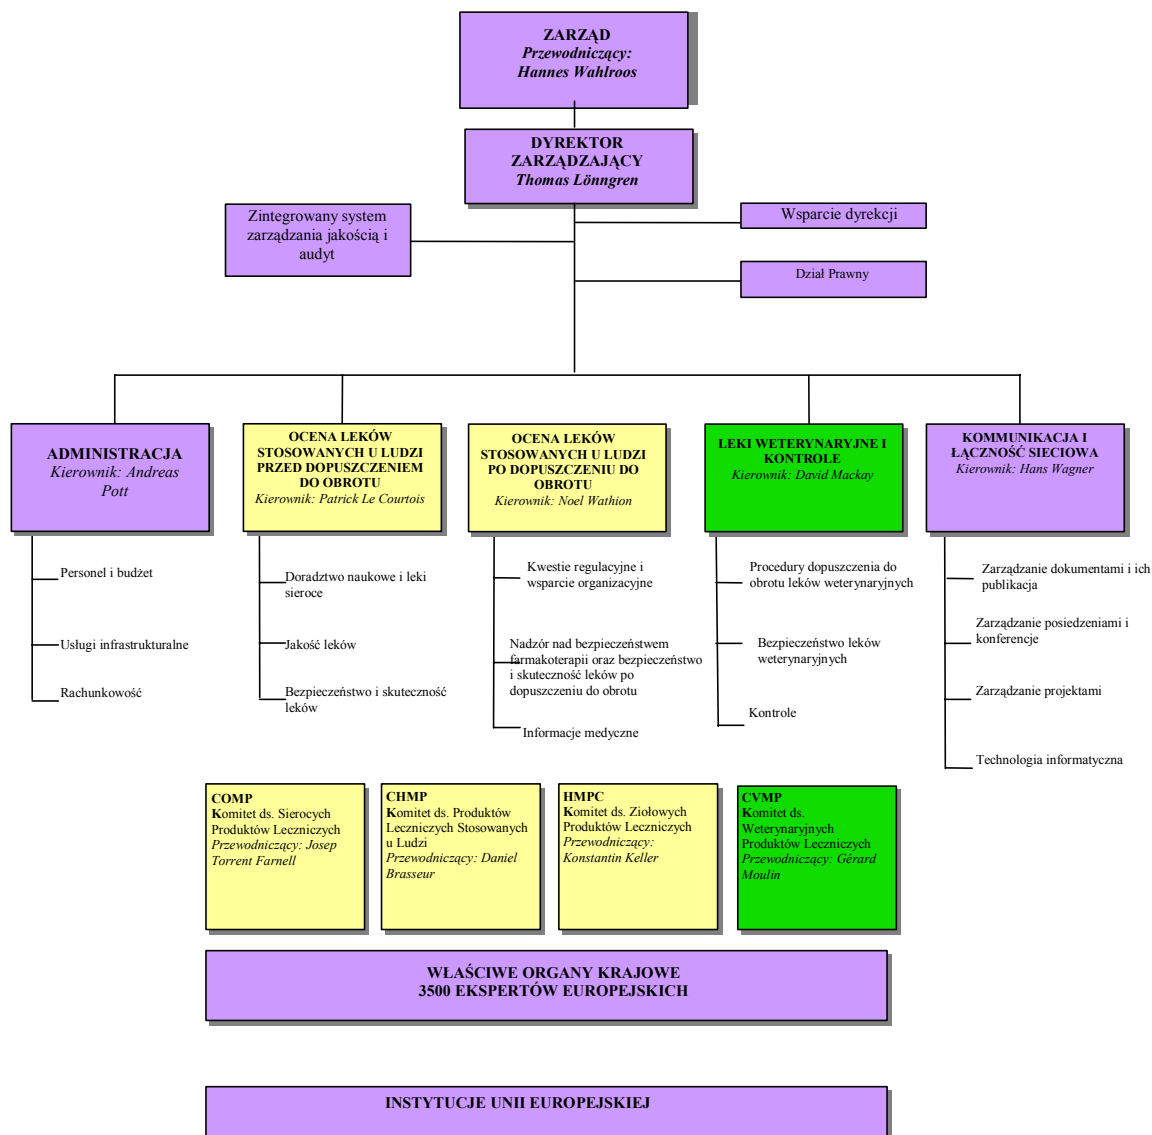 ZARZĄD
Przewodniczący:
Hannes Wahlroos
DYREKTOR
ZARZĄDZAJĄCY
Thomas Lönngren
Zintegrowany system
zarządzania jakością i
audyt
Wsparcie dyrekcji
Dział Prawny
ADMINISTRACJA
Kierownik: Andreas
Pott
OCENA LEKÓW
STOSOWANYCH U LUDZI
PRZED DOPUSZCZENIEM
DO OBROTU
Kierownik: Patrick Le Courtois
OCENA LEKÓW
STOSOWANYCH U LUDZI
PO DOPUSZCZENIU DO
OBROTU
Kierownik: Noel Wathion
LEKI WETERYNARYJNE I
KONTROLE
Kierownik: David Mackay
KOMMUNIKACJA I
ŁĄCZNOŚĆ SIECIOWA
Kierownik: Hans Wagner
Personel i budżet
Usługi infrastrukturalne
Rachunkowość
Doradztwo naukowe i leki
sieroce
Jakość leków
Bezpieczeństwo i skuteczność
leków
Kwestie regulacyjne i
wsparcie organizacyjne
Nadzór nad bezpieczeństwem
farmakoterapii oraz bezpieczeństwo
i skuteczność leków po
dopuszczeniu do obrotu
Informacje medyczne
Procedury dopuszczenia do
obrotu leków weterynaryjnych
Bezpieczeństwo leków
weterynaryjnych
Kontrole
Zarządzanie dokumentami i ich
publikacja
Zarządzanie posiedzeniami i
konferencje
Zarządzanie projektami
Technologia informatyczna
COMP
Komitet ds. Sierocych
Produktów Leczniczych
Przewodniczący: Josep
Torrent Farnell
CHMP
Komitet ds. Produktów
Leczniczych Stosowanych
u Ludzi
Przewodniczący: Daniel
Brasseur
HMPC
Komitet ds. Ziołowych
Produktów Leczniczych
Przewodniczący:
Konstantin Keller
CVMP
Komitet ds.
Weterynaryjnych
Produktów Leczniczych
Przewodniczący: Gérard
Moulin
WŁAŚCIWE ORGANY KRAJOWE
3500 EKSPERTÓW EUROPEJSKICH
INSTYTUCJE UNII EUROPEJSKIEJ